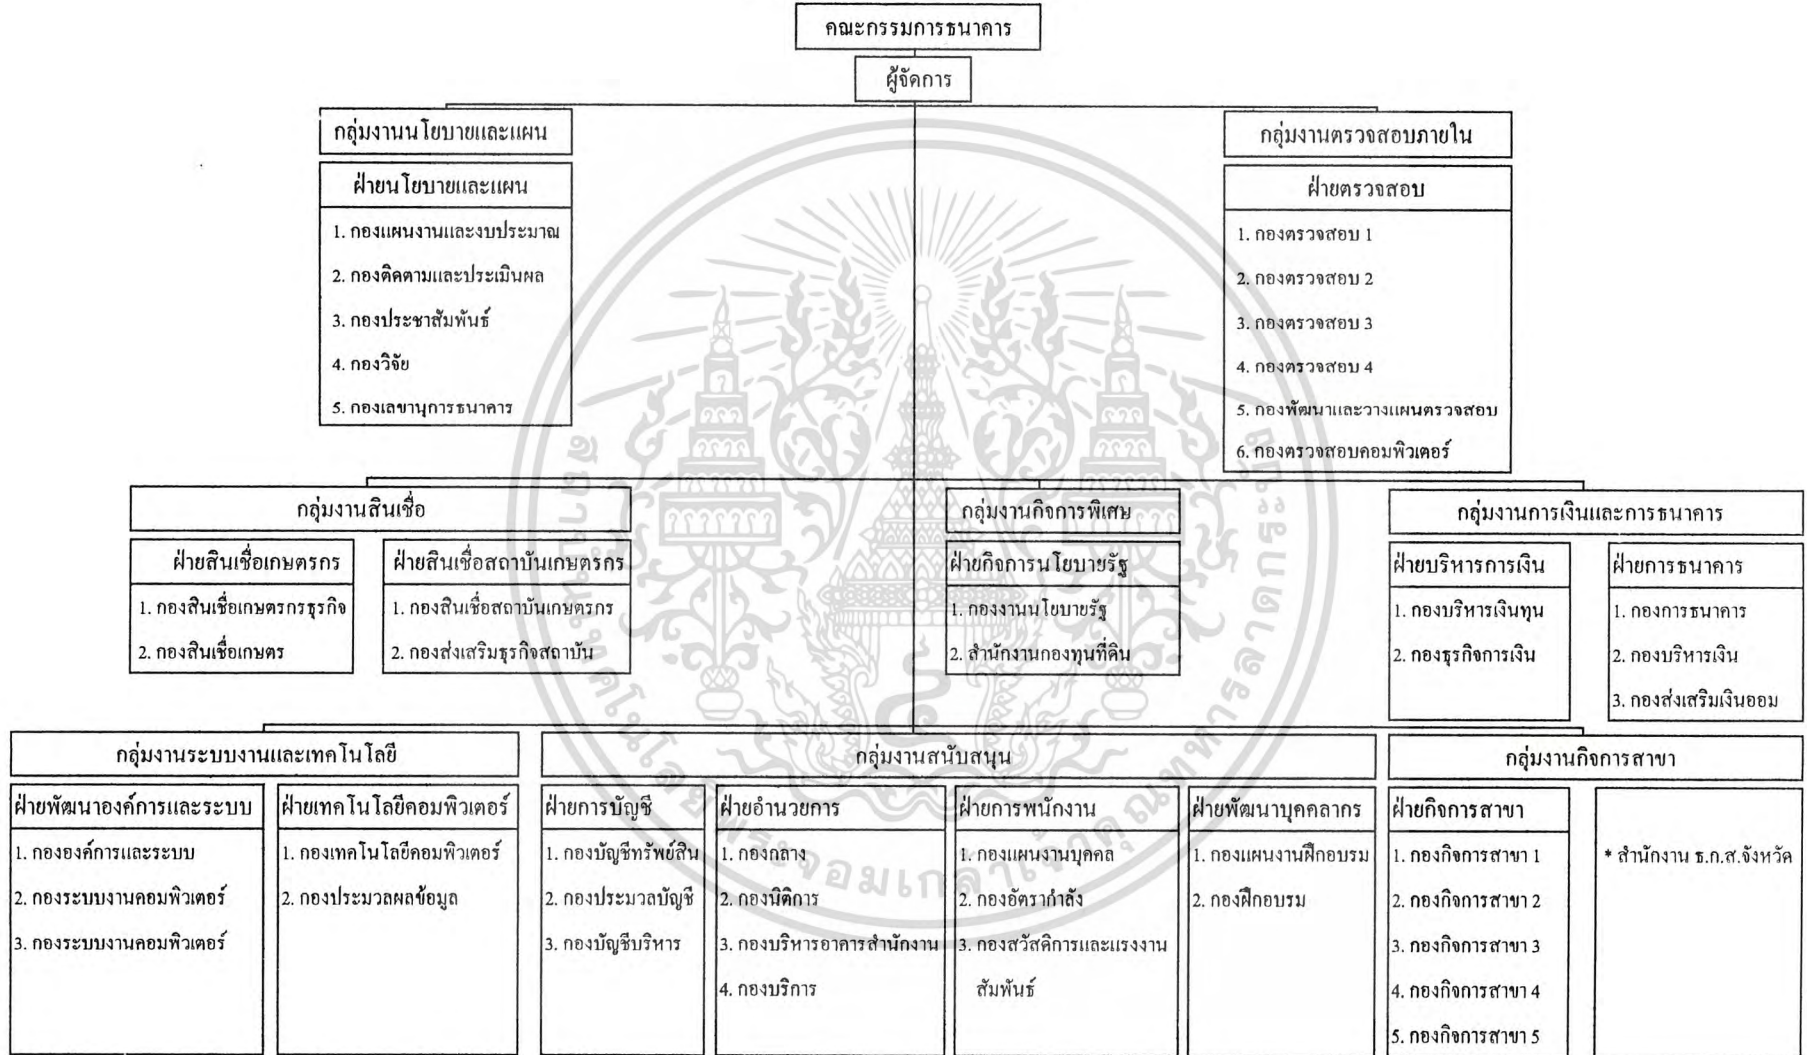 คณะกรรมการธนาคาร
ผู้จัดการ
กลุ่มงานนโยบายและแผน
ฝ่ายนโยบายและแผน
1. กองแผนงานและงบประมาณ
2. กองติดตามและประเมินผล
3. กองประชาสัมพันธ์
4. กองวิจัย
5. กองเลขานุการธนาคาร
กลุ่มงานตรวจสอบภายใน
ฝ่ายตรวจสอบ
1. กองตรวจสอบ 1
2. กองตรวจสอบ 2
3. กองตรวจสอบ 3
4. กองตรวจสอบ 4
5. กองพัฒนาและวางแผนตรวจสอบ
6. กองตรวจสอบคอมพิวเตอร์
กลุ่มงานสินเชื่อ
ฝ่ายสินเชื่อเกษตรกร
1. กองสินเชื่อเกษตรกรธุรกิจ
2. กองสินเชื่อเกษตร
ฝ่ายสินเชื่อสถาบันเกษตรกร
1. กองสินเชื่อสถาบันเกษตรกร
2. กองส่งเสริมธุรกิจสถาบัน
กลุ่มงานกิจการพิเศษ
ฝ่ายกิจการนโยบายรัฐ
1. กองงานนโยบายรัฐ
2. สำนักงานกองทุนที่ดิน
กลุ่มงานการเงินและการธนาคาร
ฝ่ายบริหารการเงิน
1. กองบริหารเงินทุน
2. กองธุรกิจการเงิน
ฝ่ายการธนาคาร
1. กองการธนาคาร
2. กองบริหารเงิน
3. กองส่งเสริมเงินออม
กลุ่มงานระบบงานและเทคโนโลยี
ฝ่ายพัฒนาองค์การและระบบ
1. กององค์การและระบบ
2. กองระบบงานคอมพิวเตอร์
3. กองระบบงานคอมพิวเตอร์
ฝ่ายเทคโนโลยีคอมพิวเตอร์
1. กองเทคโนโลยีคอมพิวเตอร์
2. กองประมวลผลข้อมูล
กลุ่มงานสนับสนุน
ฝ่ายการบัญชี
1. กองบัญชีทรัพย์สิน
2. กองประมวลบัญชี
3. กองบัญชีบริหาร
ฝ่ายอำนวยการ
1. กองกลาง
2. กองนิติการ
3. กองบริหารอาคารสำนักงาน
4. กองบริการ
ฝ่ายการพนักงาน
1. กองแผนงานบุคคล
2. กองอัตรากำลัง
3. กองสวัสดิการและแรงงาน
สัมพันธ์
ฝ่ายพัฒนาบุคคลากร
1. กองแผนงานฝึกอบรม
2. กองฝึกอบรม
กลุ่มงานกิจการสาขา
ฝ่ายกิจการสาขา
1. กองกิจการสาขา 1
2. กองกิจการสาขา 2
3. กองกิจการสาขา 3
4. กองกิจการสาขา 4
5. กองกิจการสาขา 5
* สำนักงาน ธ.ก.ส.จังหวัด
สถาบันเทคโนโลยีพระจอมเกล้าเจ้าคุณทหารลาดกระบัง